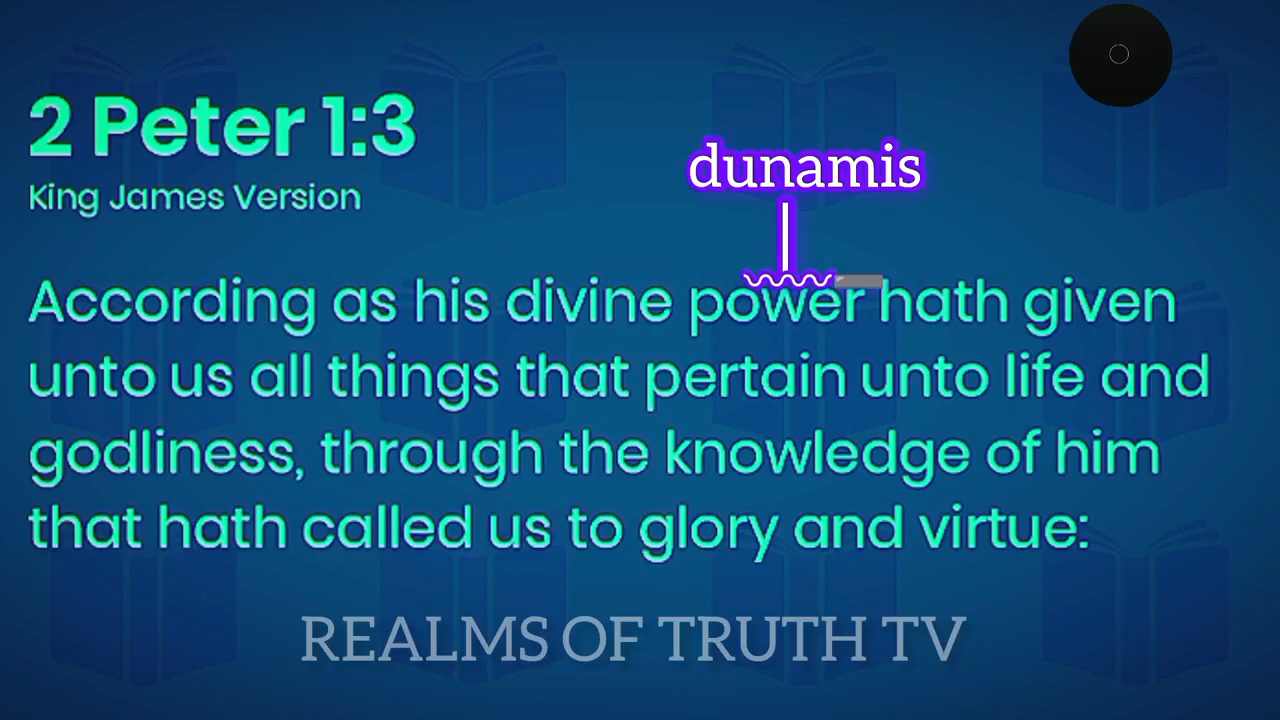 2 Peter 1:3
King James Version
dunamis
According as his divine power hath given
unto us all things that pertain unto life and
godliness, through the knowledge of him
that hath called us to glory and virtue:
REALMS OF TRUTH TV